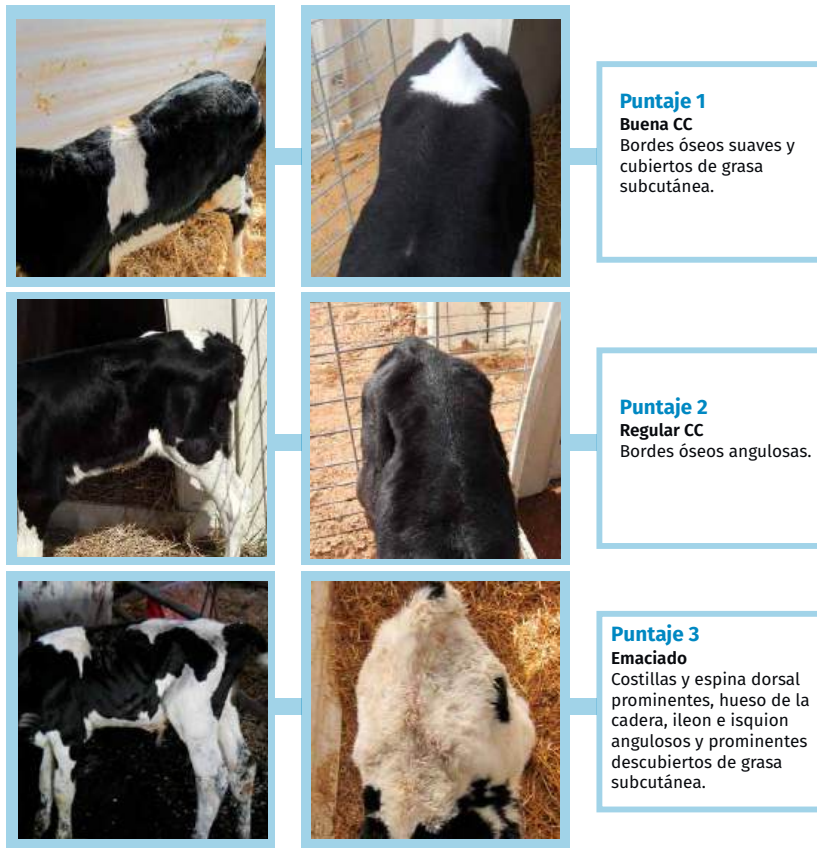 Puntaje 1
Buena CC
Bordes óseos suaves y
cubiertos de grasa
subcutánea.
Puntaje 2
Regular CC
Bordes óseos angulosas.
Puntaje 3
Emaciado
Costillas y espina dorsal
prominentes, hueso de la
cadera, ileon e isquion
angulosos y prominentes
descubiertos de grasa
subcutánea.